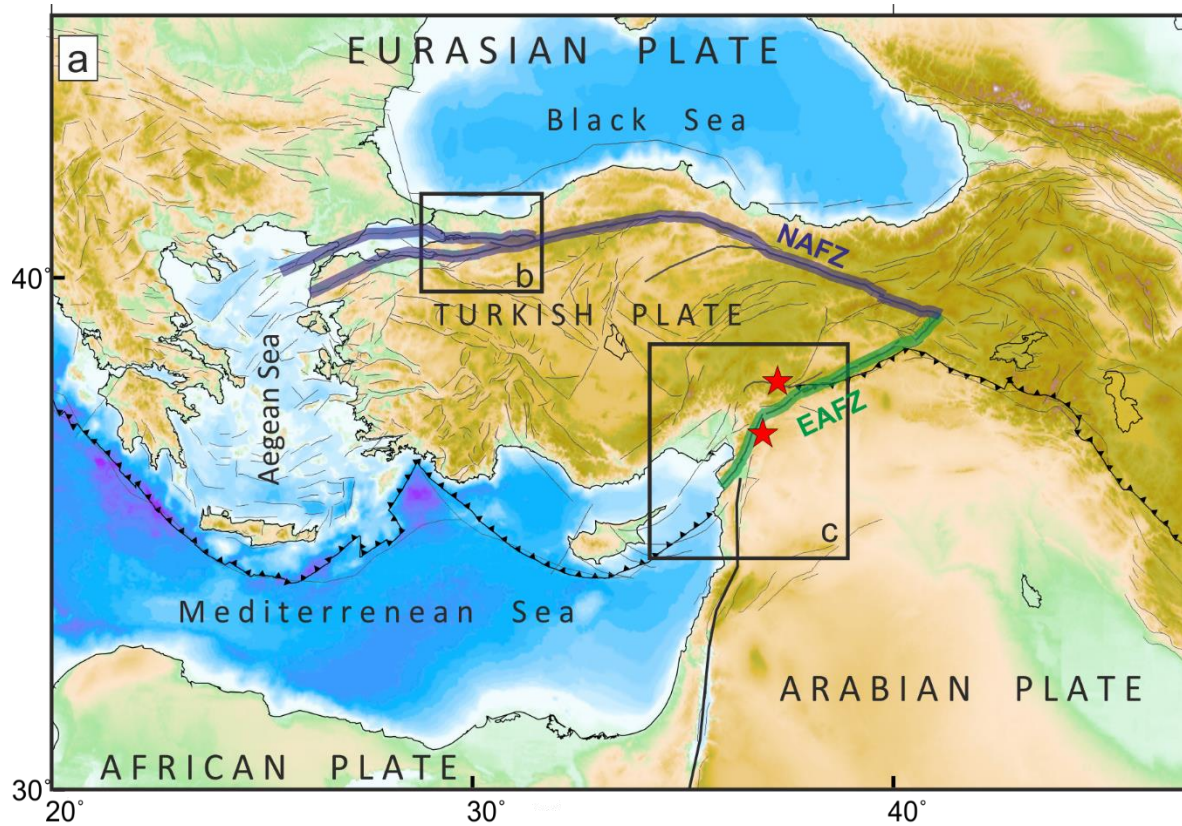 a
EURASIAN PLATE
Black Sea
NAFZ
40°
b
TURKISH PLATE
Aegean Sea
EAFZ
c
Mediterrenean Sea
ARABIAN PLATE
AFRICAN PLATE
30°
20°
30°
40°